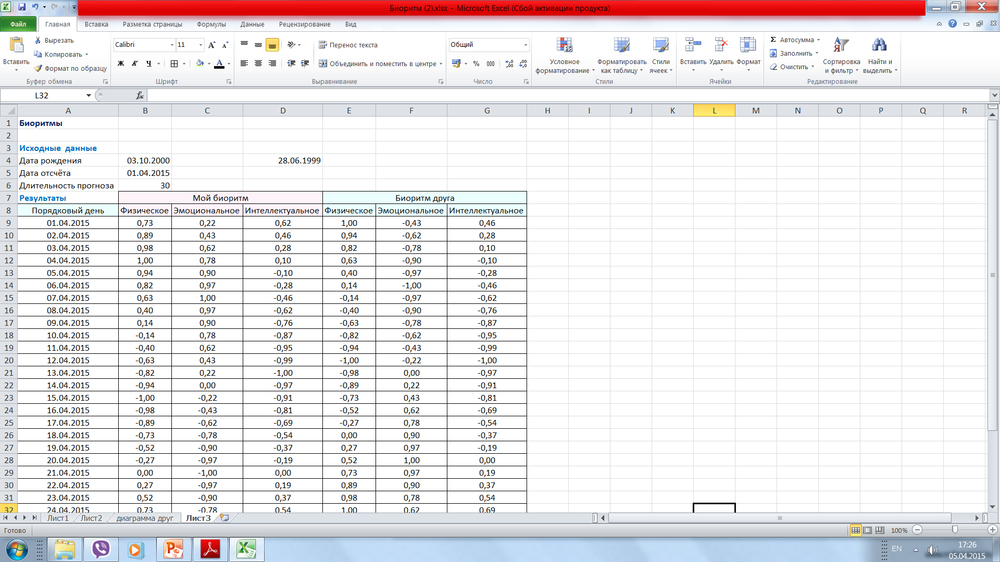 Биоритм (2).xlsx - Microsoft Excel (Сбой активации продукта)
Файл Главная Вставка Разметка страницы Формулы Данные Рецензирование Вид
Вставить
Вырезать
Копировать
Формат по образцу
Буфер обмена
Calibri 11
Ж К Ч А
Шрифт
Перенос текста
Объединить и поместить в центре
Выравнивание
Общий
% 000
Число
Условное форматирование
Форматировать как таблицу
Стили ячеек
Стили
Вставить Удалить Формат
Ячейки
Σ Автосумма
Заполнить
Очистить
Сортировка и фильтр
Найти и выделить
Редактирование
L32 fx
A B C D E F G H I J K L M N O P Q R
1 Биоритмы
2
3 Исходные данные
4 Дата рождения 03.10.2000 28.06.1999
5 Дата отсчёта 01.04.2015
6 Длительность прогноза 30
7 Результаты Мой биоритм Биоритм друга
8 Порядковый день Физическое Эмоциональное Интеллектуальное Физическое Эмоциональное Интеллектуальное
9 01.04.2015 0,73 0,22 0,62 1,00 -0,43 0,46
10 02.04.2015 0,89 0,43 0,46 0,94 -0,62 0,28
11 03.04.2015 0,98 0,62 0,28 0,82 -0,78 0,10
12 04.04.2015 1,00 0,78 0,10 0,63 -0,90 -0,10
13 05.04.2015 0,94 0,90 -0,10 0,40 -0,97 -0,28
14 06.04.2015 0,82 0,97 -0,28 0,14 -1,00 -0,46
15 07.04.2015 0,63 1,00 -0,46 -0,14 -0,97 -0,62
16 08.04.2015 0,40 0,97 -0,62 -0,40 -0,90 -0,76
17 09.04.2015 0,14 0,90 -0,76 -0,63 -0,78 -0,87
18 10.04.2015 -0,14 0,78 -0,87 -0,82 -0,62 -0,95
19 11.04.2015 -0,40 0,62 -0,95 -0,94 -0,43 -0,99
20 12.04.2015 -0,63 0,43 -0,99 -1,00 -0,22 -1,00
21 13.04.2015 -0,82 0,22 -1,00 -0,98 0,00 -0,97
22 14.04.2015 -0,94 0,00 -0,97 -0,89 0,22 -0,91
23 15.04.2015 -1,00 -0,22 -0,91 -0,73 0,43 -0,81
24 16.04.2015 -0,98 -0,43 -0,81 -0,52 0,62 -0,69
25 17.04.2015 -0,89 -0,62 -0,69 -0,27 0,78 -0,54
26 18.04.2015 -0,73 -0,78 -0,54 0,00 0,90 -0,37
27 19.04.2015 -0,52 -0,90 -0,37 0,27 0,97 -0,19
28 20.04.2015 -0,27 -0,97 -0,19 0,52 1,00 0,00
29 21.04.2015 0,00 -1,00 0,00 0,73 0,97 0,19
30 22.04.2015 0,27 -0,97 0,19 0,89 0,90 0,37
31 23.04.2015 0,52 -0,90 0,37 0,98 0,78 0,54
32 24.04.2015 0,73 -0,78 0,54 1,00 0,62 0,69
Лист1 Лист2 диаграмма друг Лист3
Готово 100%
EN 17:26
05.04.2015